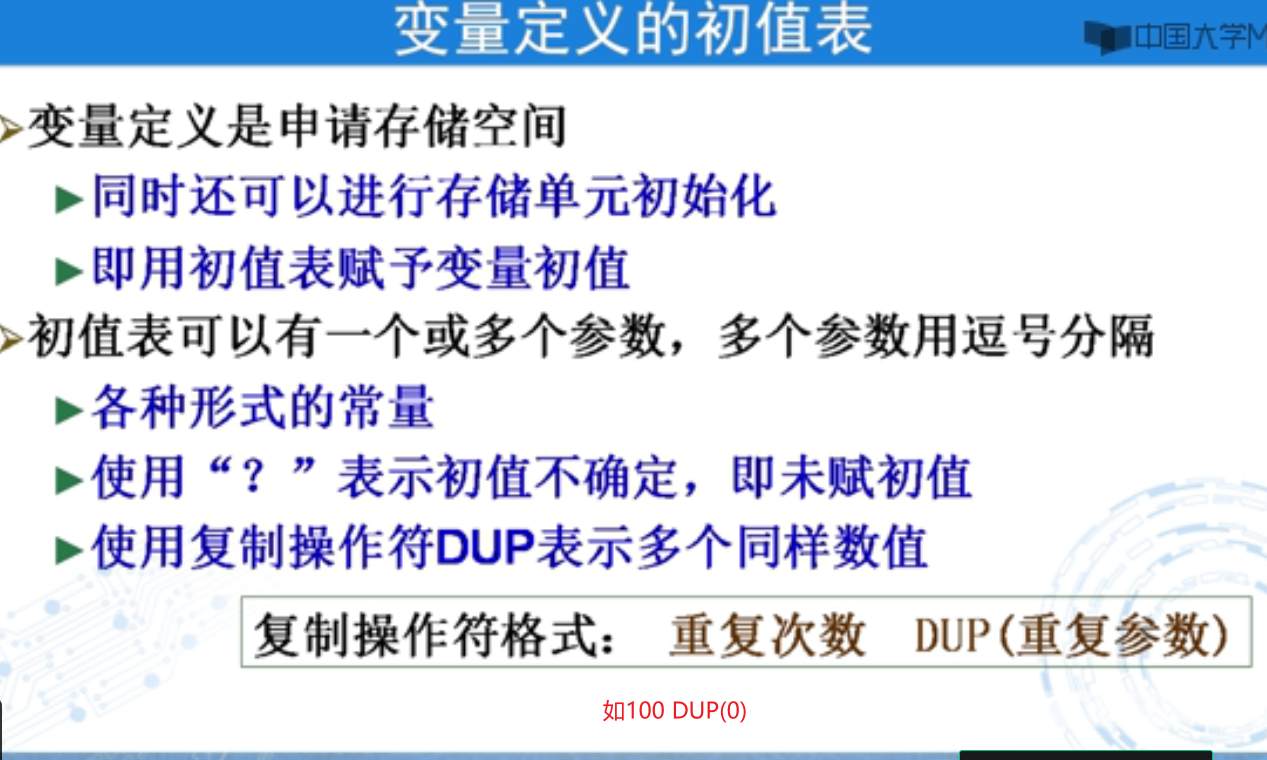 变量定义的初值表
中国大学M
变量定义是申请存储空间
同时还可以进行存储单元初始化
即用初值表赋予变量初值
初值表可以有一个或多个参数，多个参数用逗号分隔
各种形式的常量
使用“？”表示初值不确定，即未赋初值
使用复制操作符DUP表示多个同样数值
复制操作符格式： 重复次数 DUP(重复参数)
如100 DUP(0)